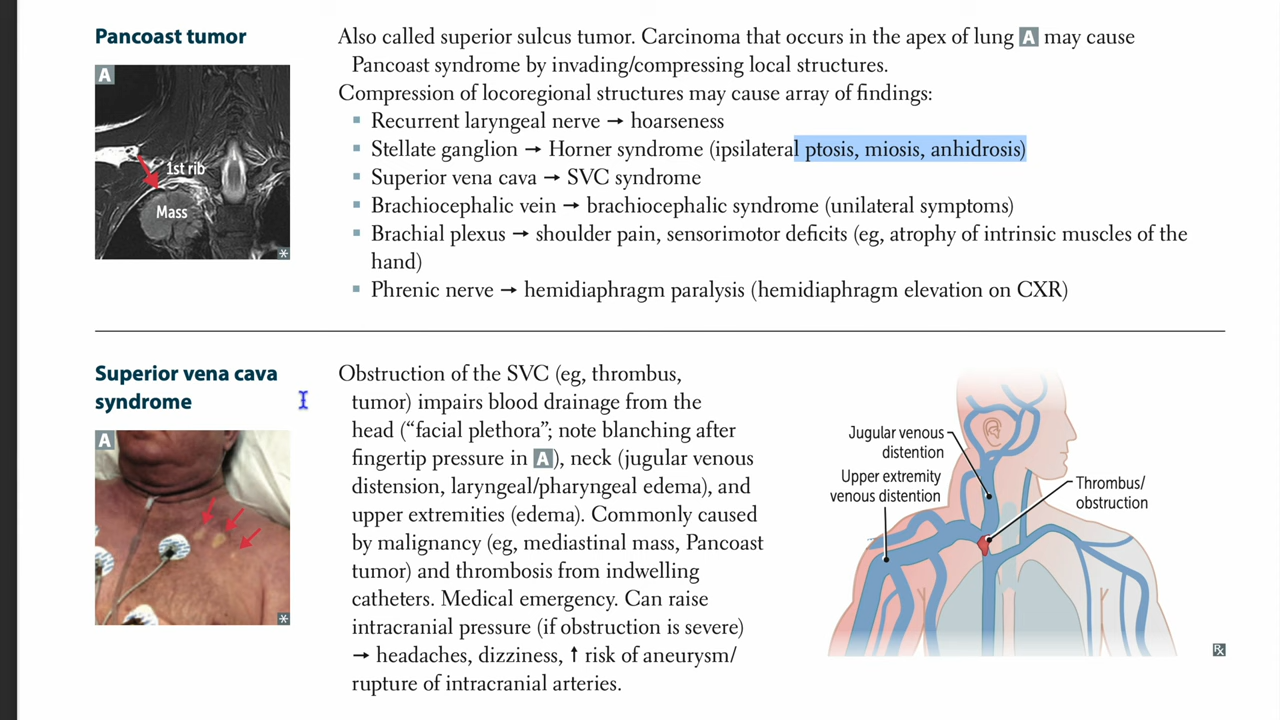 Pancoast tumor
A
1st rib
Mass
*
Also called superior sulcus tumor. Carcinoma that occurs in the apex of lung A may cause
Pancoast syndrome by invading/compressing local structures.
Compression of locoregional structures may cause array of findings:
▪ Recurrent laryngeal nerve → hoarseness
▪ Stellate ganglion → Horner syndrome (ipsilateral ptosis, miosis, anhidrosis)
▪ Superior vena cava → SVC syndrome
▪ Brachiocephalic vein → brachiocephalic syndrome (unilateral symptoms)
▪ Brachial plexus → shoulder pain, sensorimotor deficits (eg, atrophy of intrinsic muscles of the
hand)
▪ Phrenic nerve → hemidiaphragm paralysis (hemidiaphragm elevation on CXR)
Superior vena cava
syndrome
A
*
Obstruction of the SVC (eg, thrombus,
tumor) impairs blood drainage from the
head (“facial plethora”; note blanching after
fingertip pressure in A), neck (jugular venous
distension, laryngeal/pharyngeal edema), and
upper extremities (edema). Commonly caused
by malignancy (eg, mediastinal mass, Pancoast
tumor) and thrombosis from indwelling
catheters. Medical emergency. Can raise
intracranial pressure (if obstruction is severe)
→ headaches, dizziness, ↑ risk of aneurysm/
rupture of intracranial arteries.
Jugular venous
distention
Upper extremity
venous distention
Thrombus/
obstruction
Rx